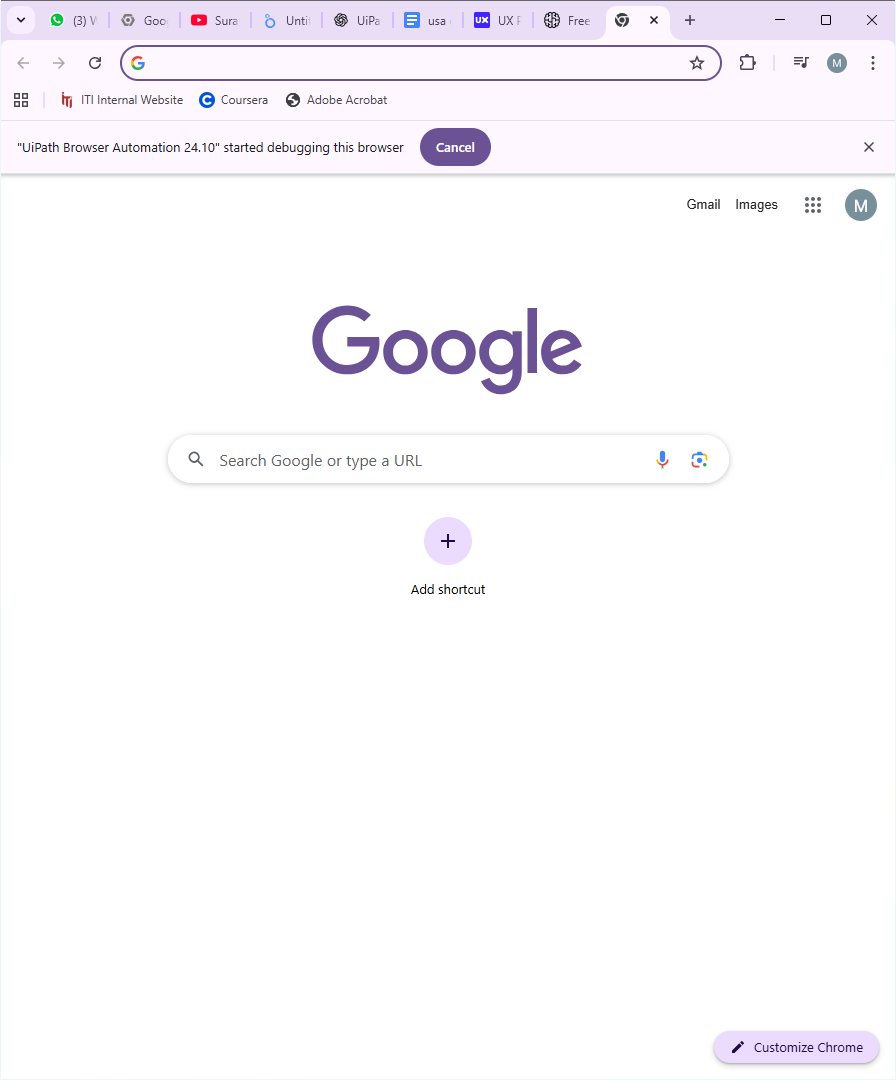 (3) W
Goo
Sura
Unti
UiPa
usa
UX P
Free
M
ITI Internal Website
Coursera
Adobe Acrobat
"UiPath Browser Automation 24.10" started debugging this browser
Cancel
Gmail
Images
M
Google
Search Google or type a URL
Add shortcut
Customize Chrome